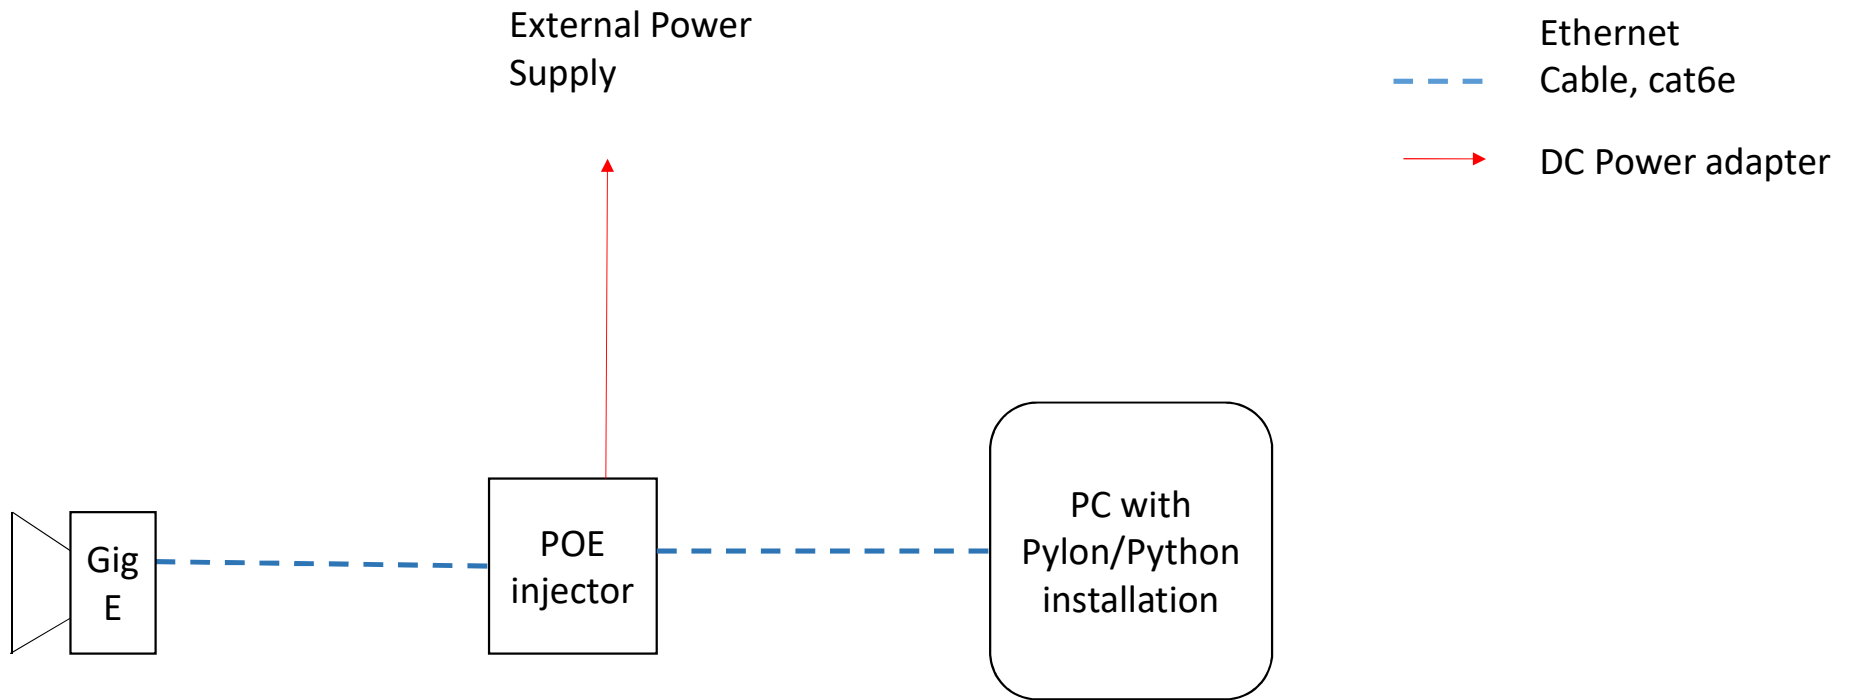 External Power
Supply
Ethernet
Cable, cat6e
DC Power adapter
Gig
E
POE
injector
PC with
Pylon/Python
installation